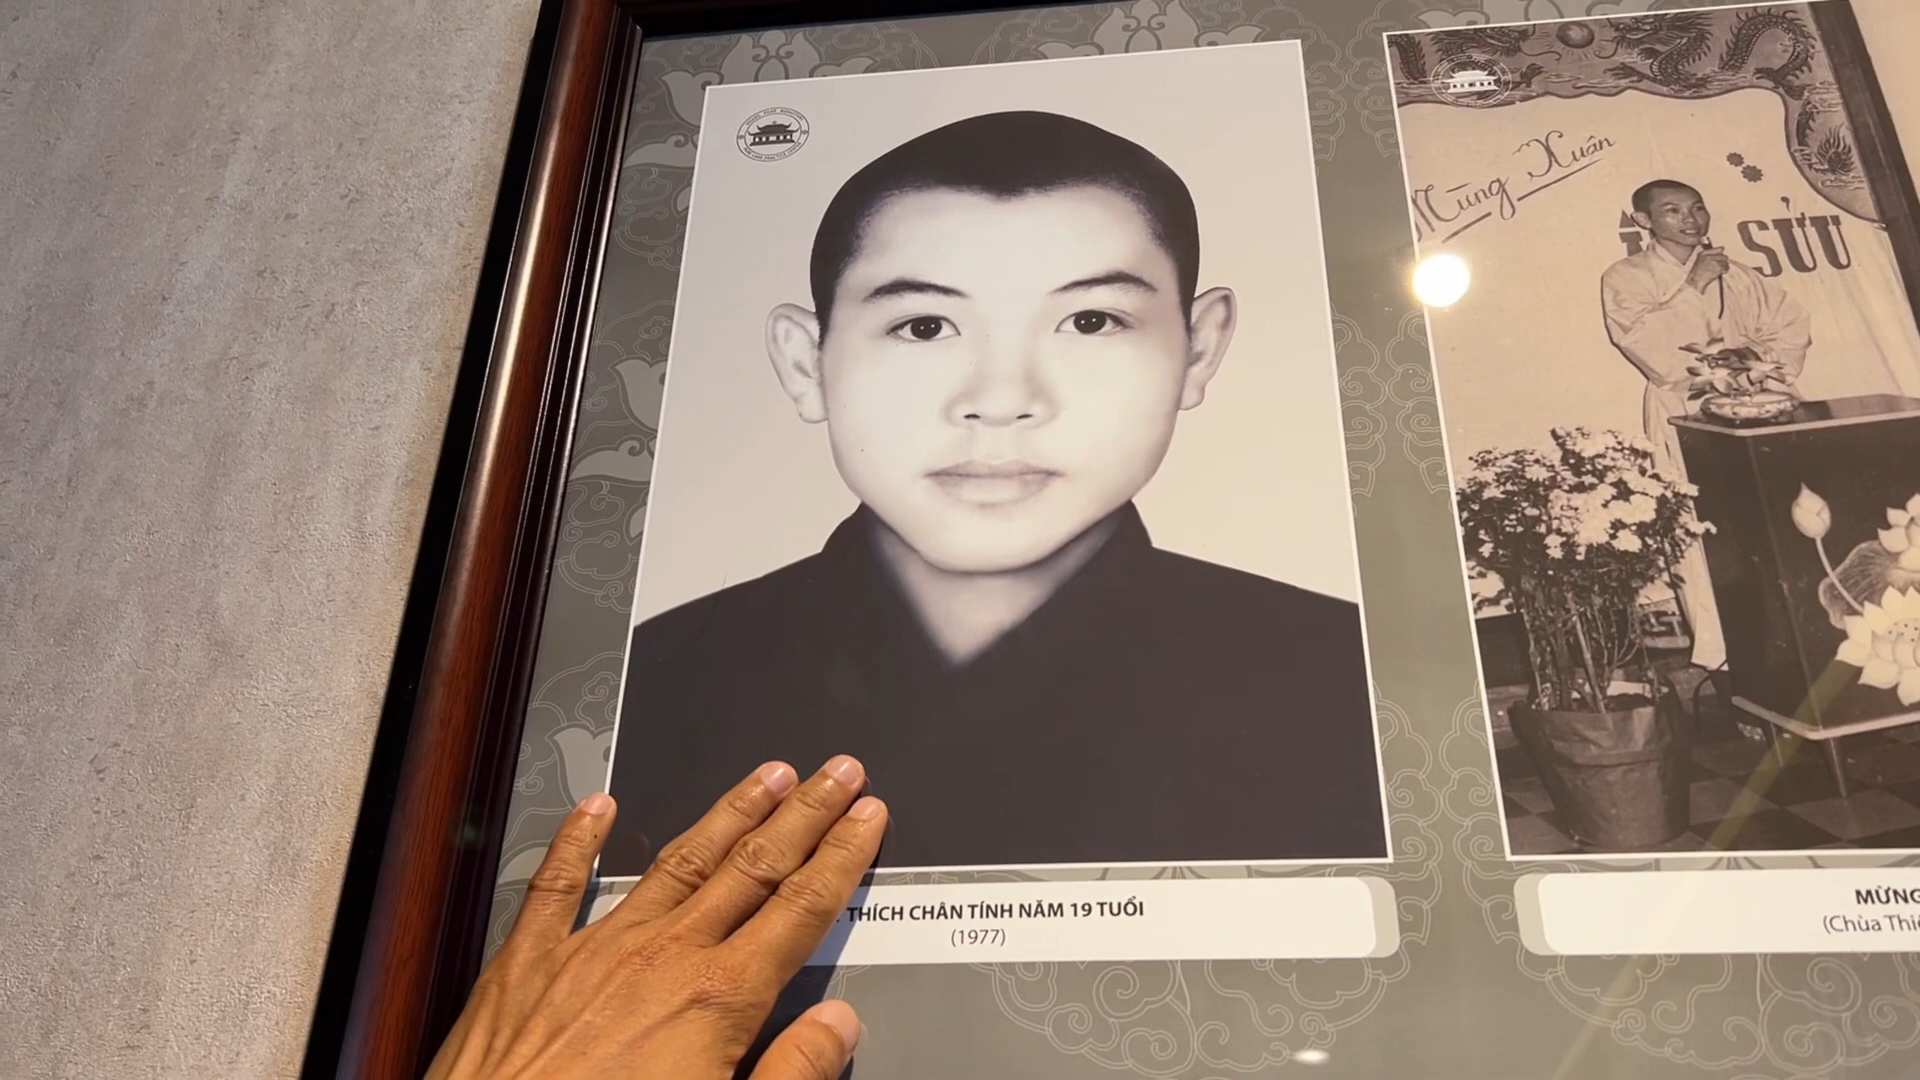 Mừng Xuân
SỬU
THÍCH CHÂN TÍNH NĂM 19 TUỔI
(1977)
MỪNG
(Chùa Thi